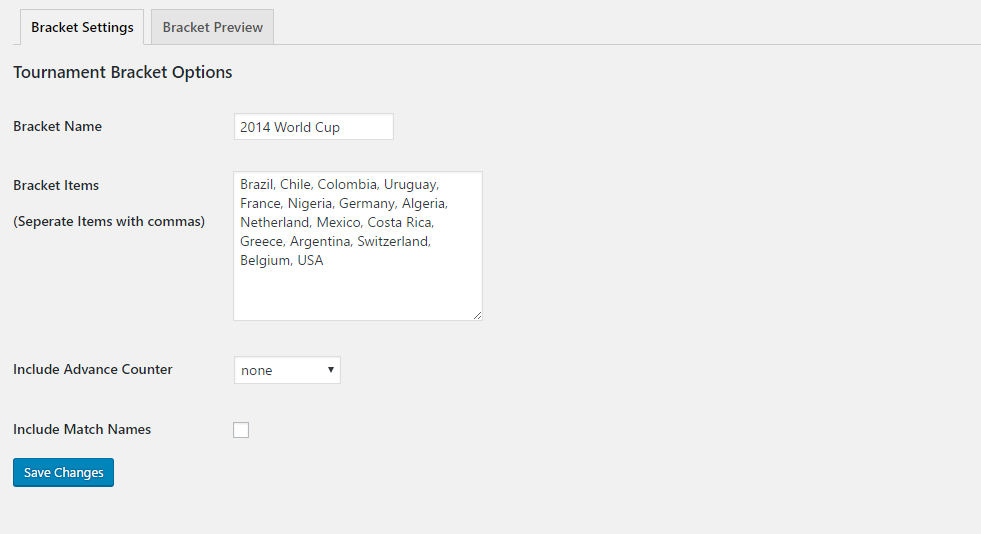 Bracket Settings
Bracket Preview
Tournament Bracket Options
Bracket Name
2014 World Cup
Bracket Items
(Seperate Items with commas)
Brazil, Chile, Colombia, Uruguay,
France, Nigeria, Germany, Algeria,
Netherland, Mexico, Costa Rica,
Greece, Argentina, Switzerland,
Belgium, USA
Include Advance Counter
none
Include Match Names
Save Changes